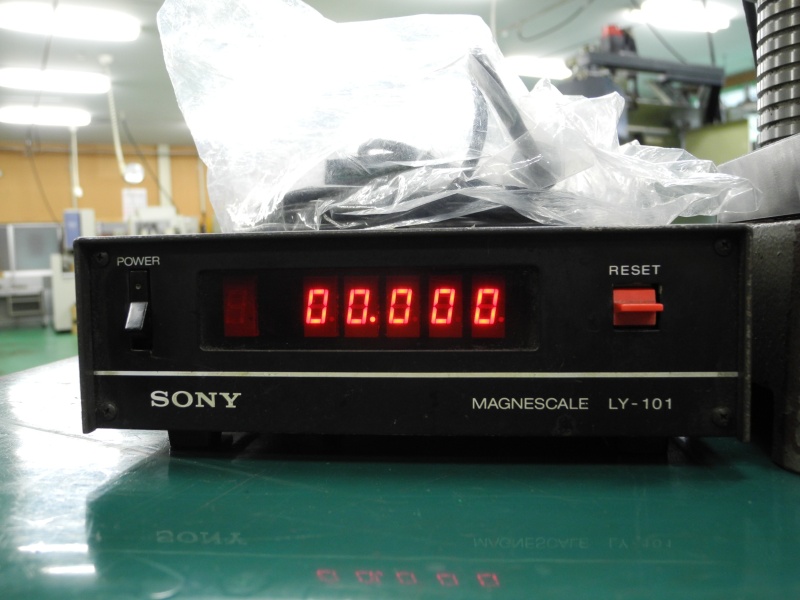 POWER
00.000
RESET
SONY
MAGNESCALE LY-101